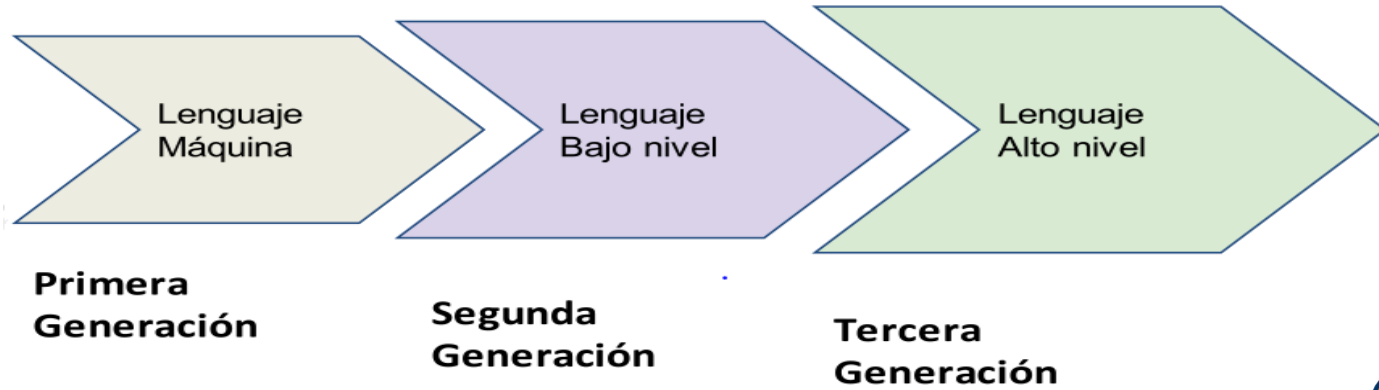 Lenguaje
Máquina
Lenguaje
Bajo nivel
Lenguaje
Alto nivel
Primera
Generación
Segunda
Generación
Tercera
Generación